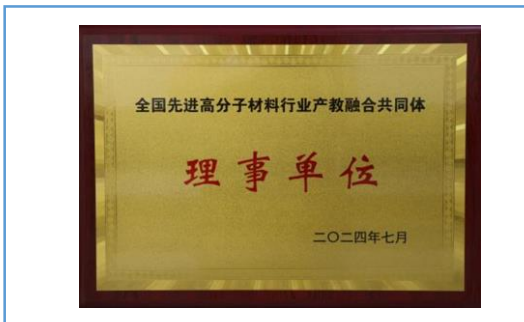 全国先进高分子材料行业产教融合共同体
理事单位
二〇二四年七月